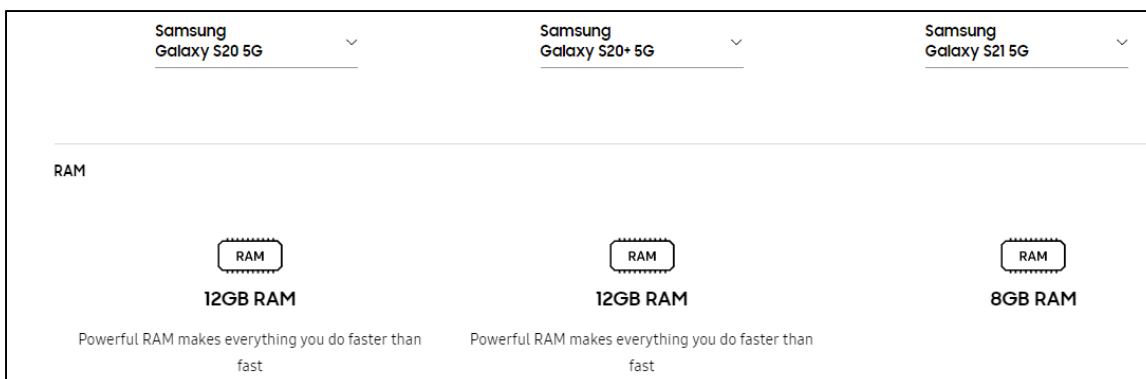 Samsung
Galaxy S20 5G
Samsung
Galaxy S20+ 5G
Samsung
Galaxy S21 5G
RAM
RAM
12GB RAM
Powerful RAM makes everything you do faster than
fast
RAM
12GB RAM
Powerful RAM makes everything you do faster than
fast
RAM
8GB RAM